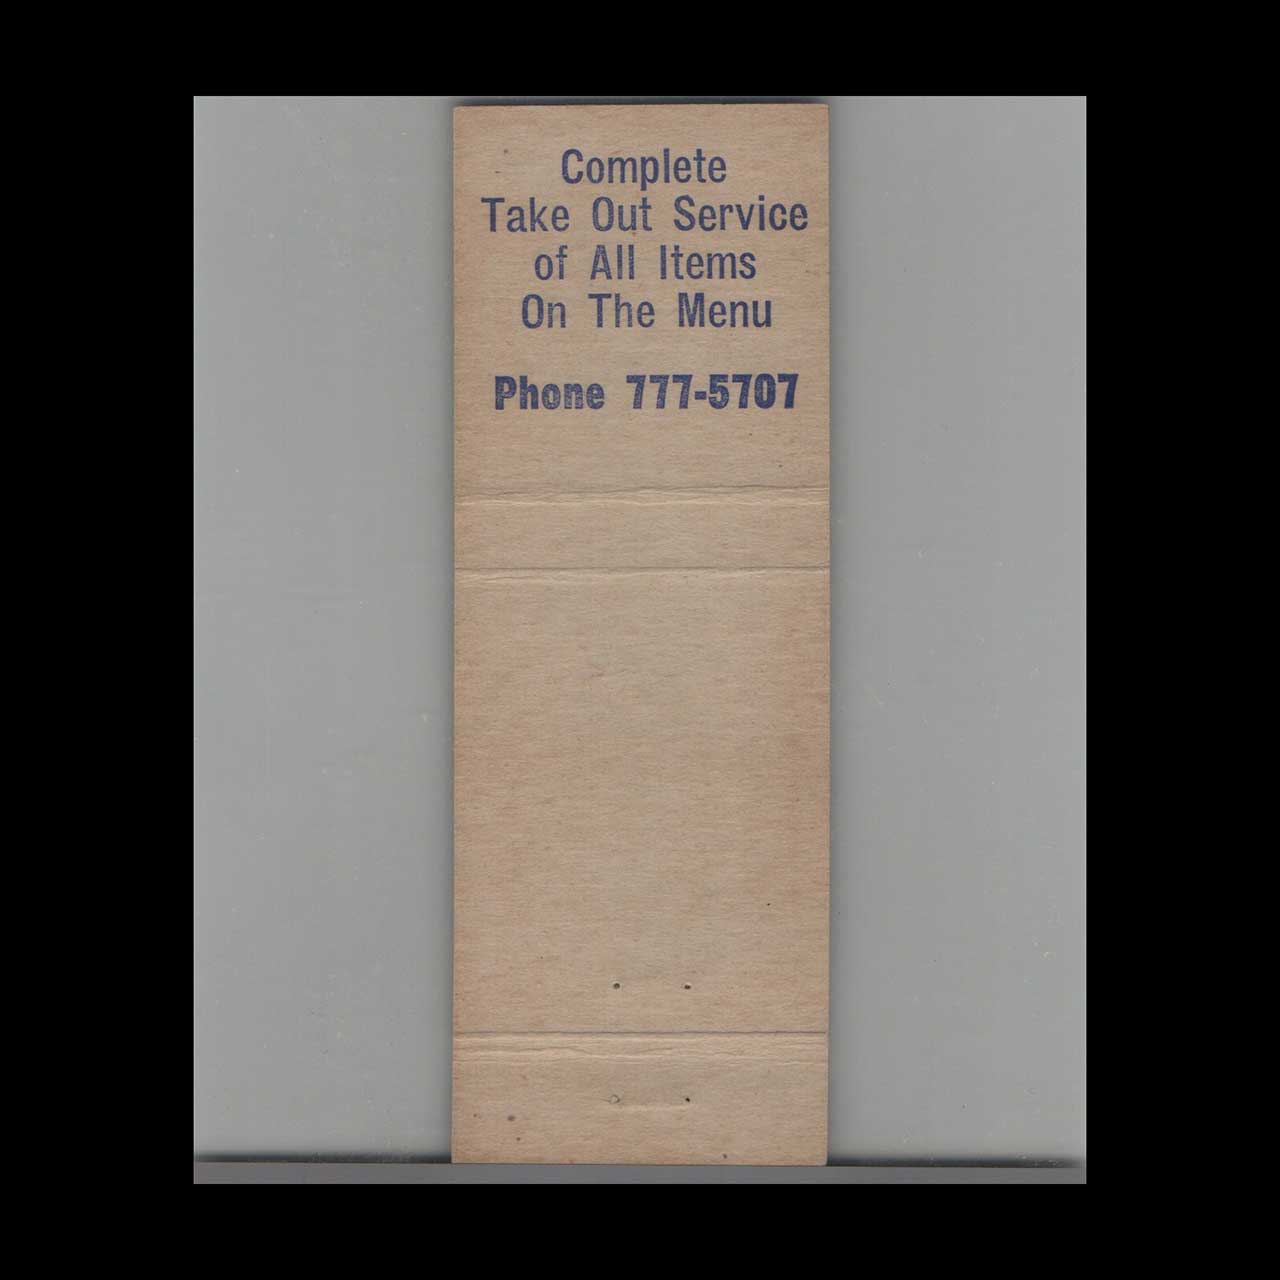 Complete
Take Out Service
of All Items
On The Menu
Phone 777-5707